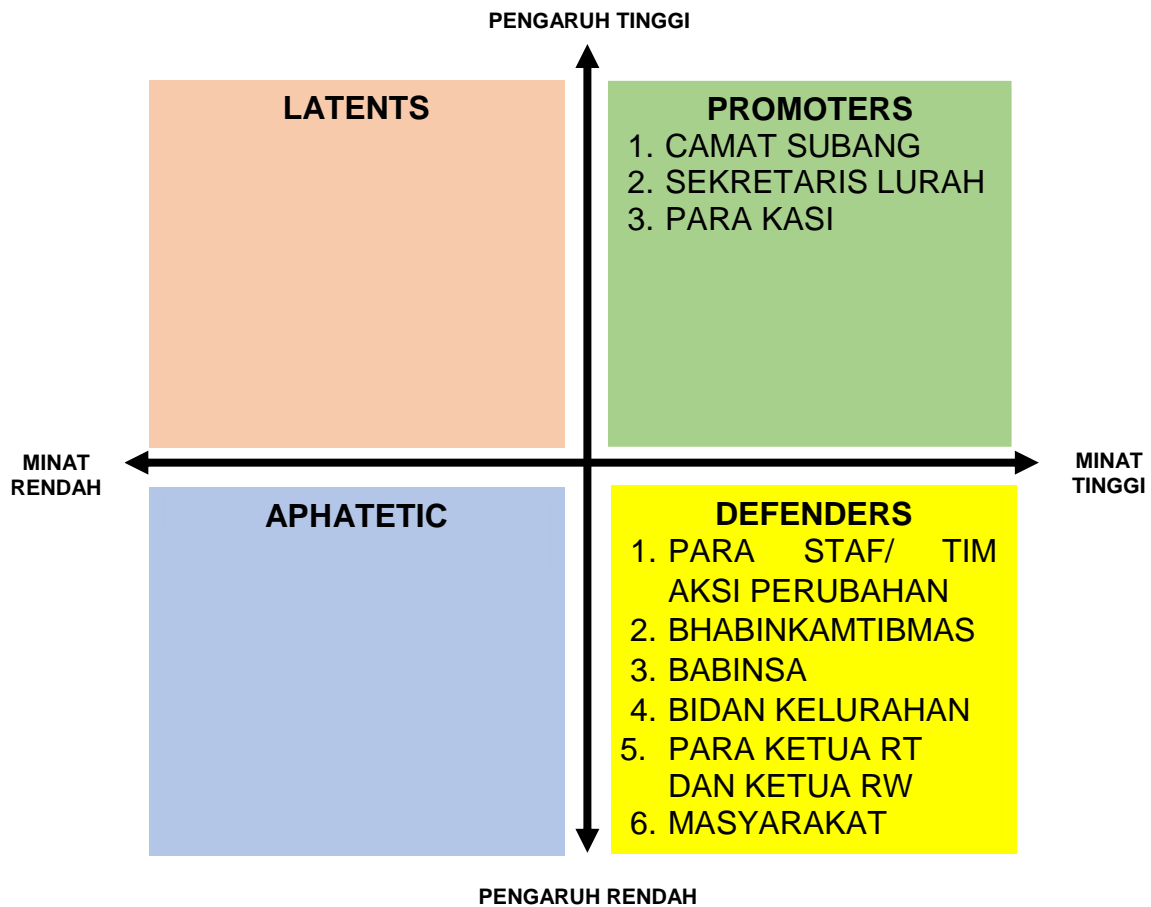 PENGARUH TINGGI
LATENTS
PROMOTERS
1. CAMAT SUBANG
2. SEKRETARIS LURAH
3. PARA KASI
MINAT
RENDAH
MINAT
TINGGI
APHATETIC
DEFENDERS
1. PARA STAF/ TIM
AKSI PERUBAHAN
2. BHABINKAMTIBMAS
3. BABINSA
4. BIDAN KELURAHAN
5. PARA KETUA RT
DAN KETUA RW
6. MASYARAKAT
PENGARUH RENDAH